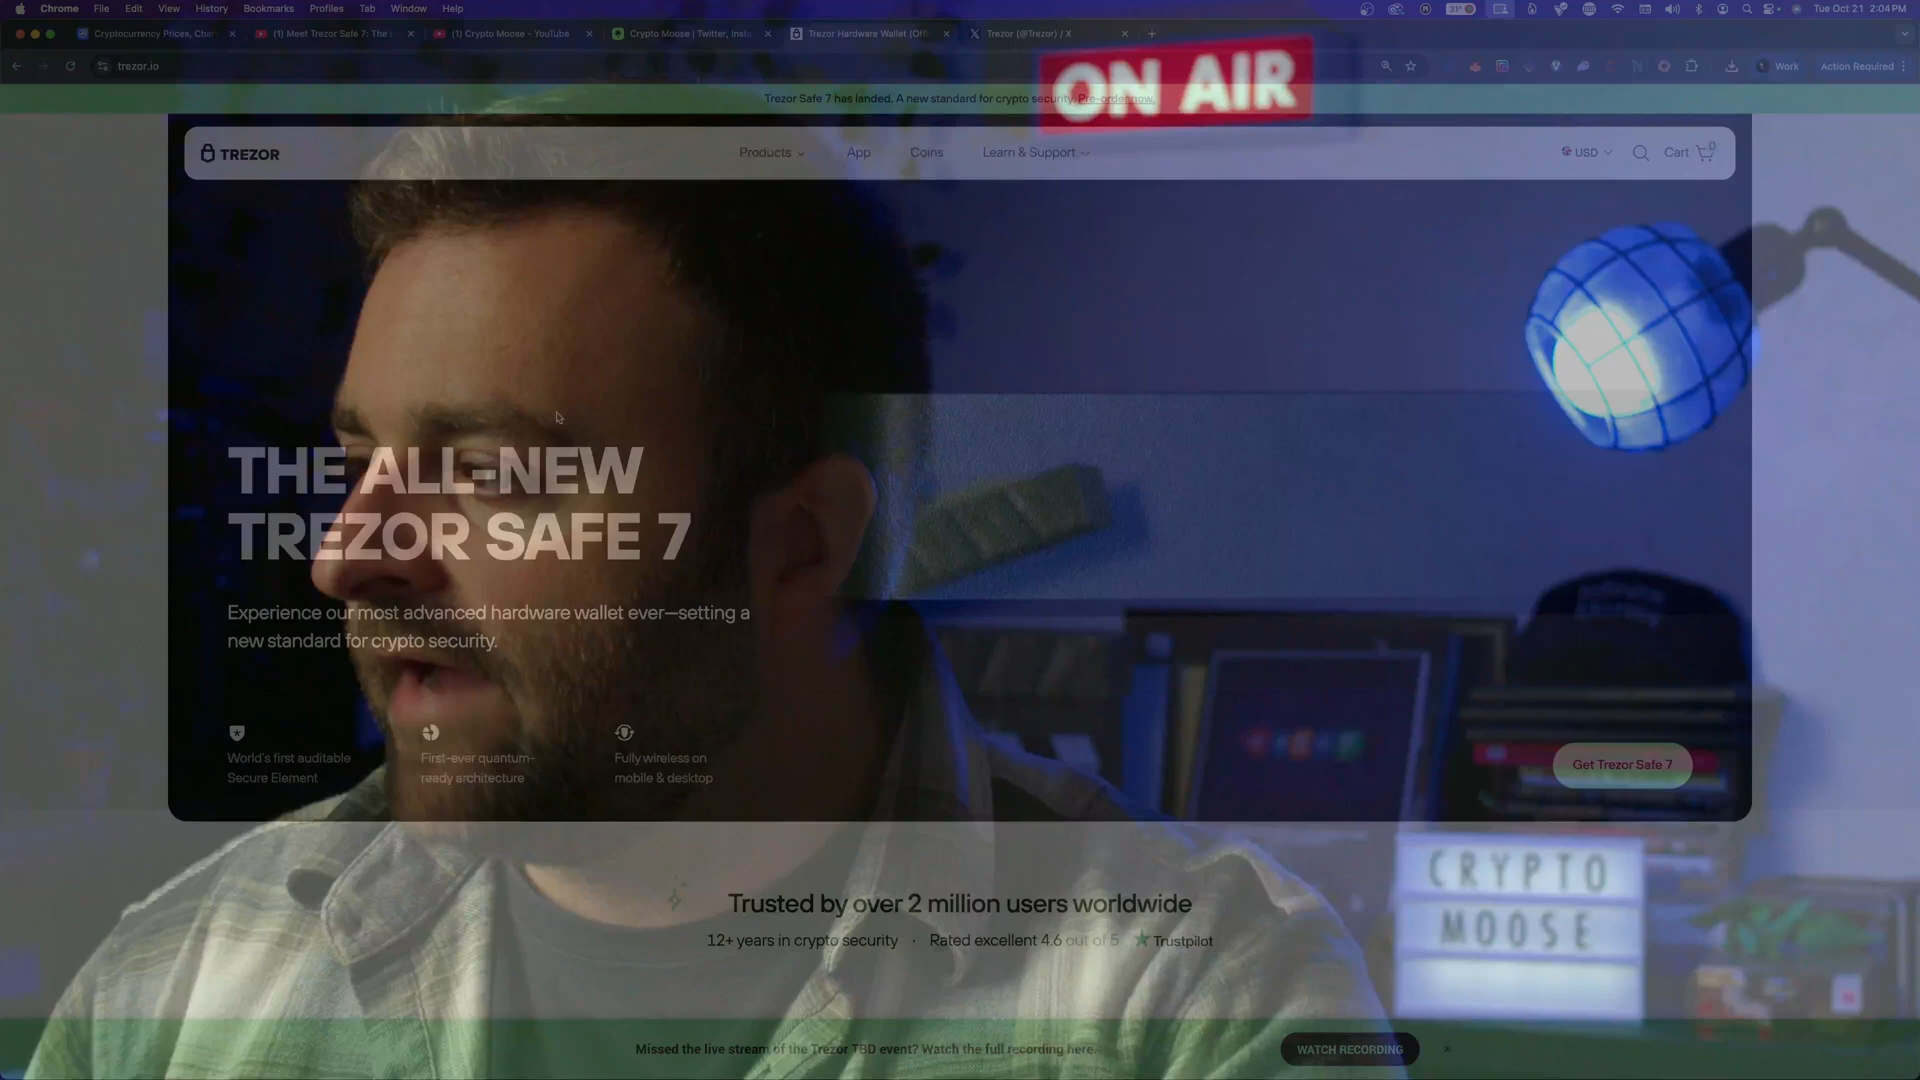 Chrome File Edit View History Bookmarks Profiles Tab Window Help
31°
Tue Oct 21 2:04PM
Cryptocurrency Prices, Char
(1) Meet Trezor Safe 7: The
(1) Crypto Moose - YouTube
Crypto Moose | Twitter, Insta
Trezor Hardware Wallet (Offi
Trezor (@Trezor) / X
trezor.io
Work
Action Required
ON AIR
Trezor Safe 7 has landed. A new standard for crypto security. Pre-order now.
TREZOR
Products App Coins Learn & Support
USD
Cart 0
THE ALL-NEW
TREZOR SAFE 7
Experience our most advanced hardware wallet ever—setting a
new standard for crypto security.
World's first auditable
Secure Element
First-ever quantum-
ready architecture
Fully wireless on
mobile & desktop
Get Trezor Safe 7
CRYPTO
MOOSE
Trusted by over 2 million users worldwide
12+ years in crypto security · Rated excellent 4.6 out of 5 Trustpilot
Missed the live stream of the Trezor TBD event? Watch the full recording here.
WATCH RECORDING